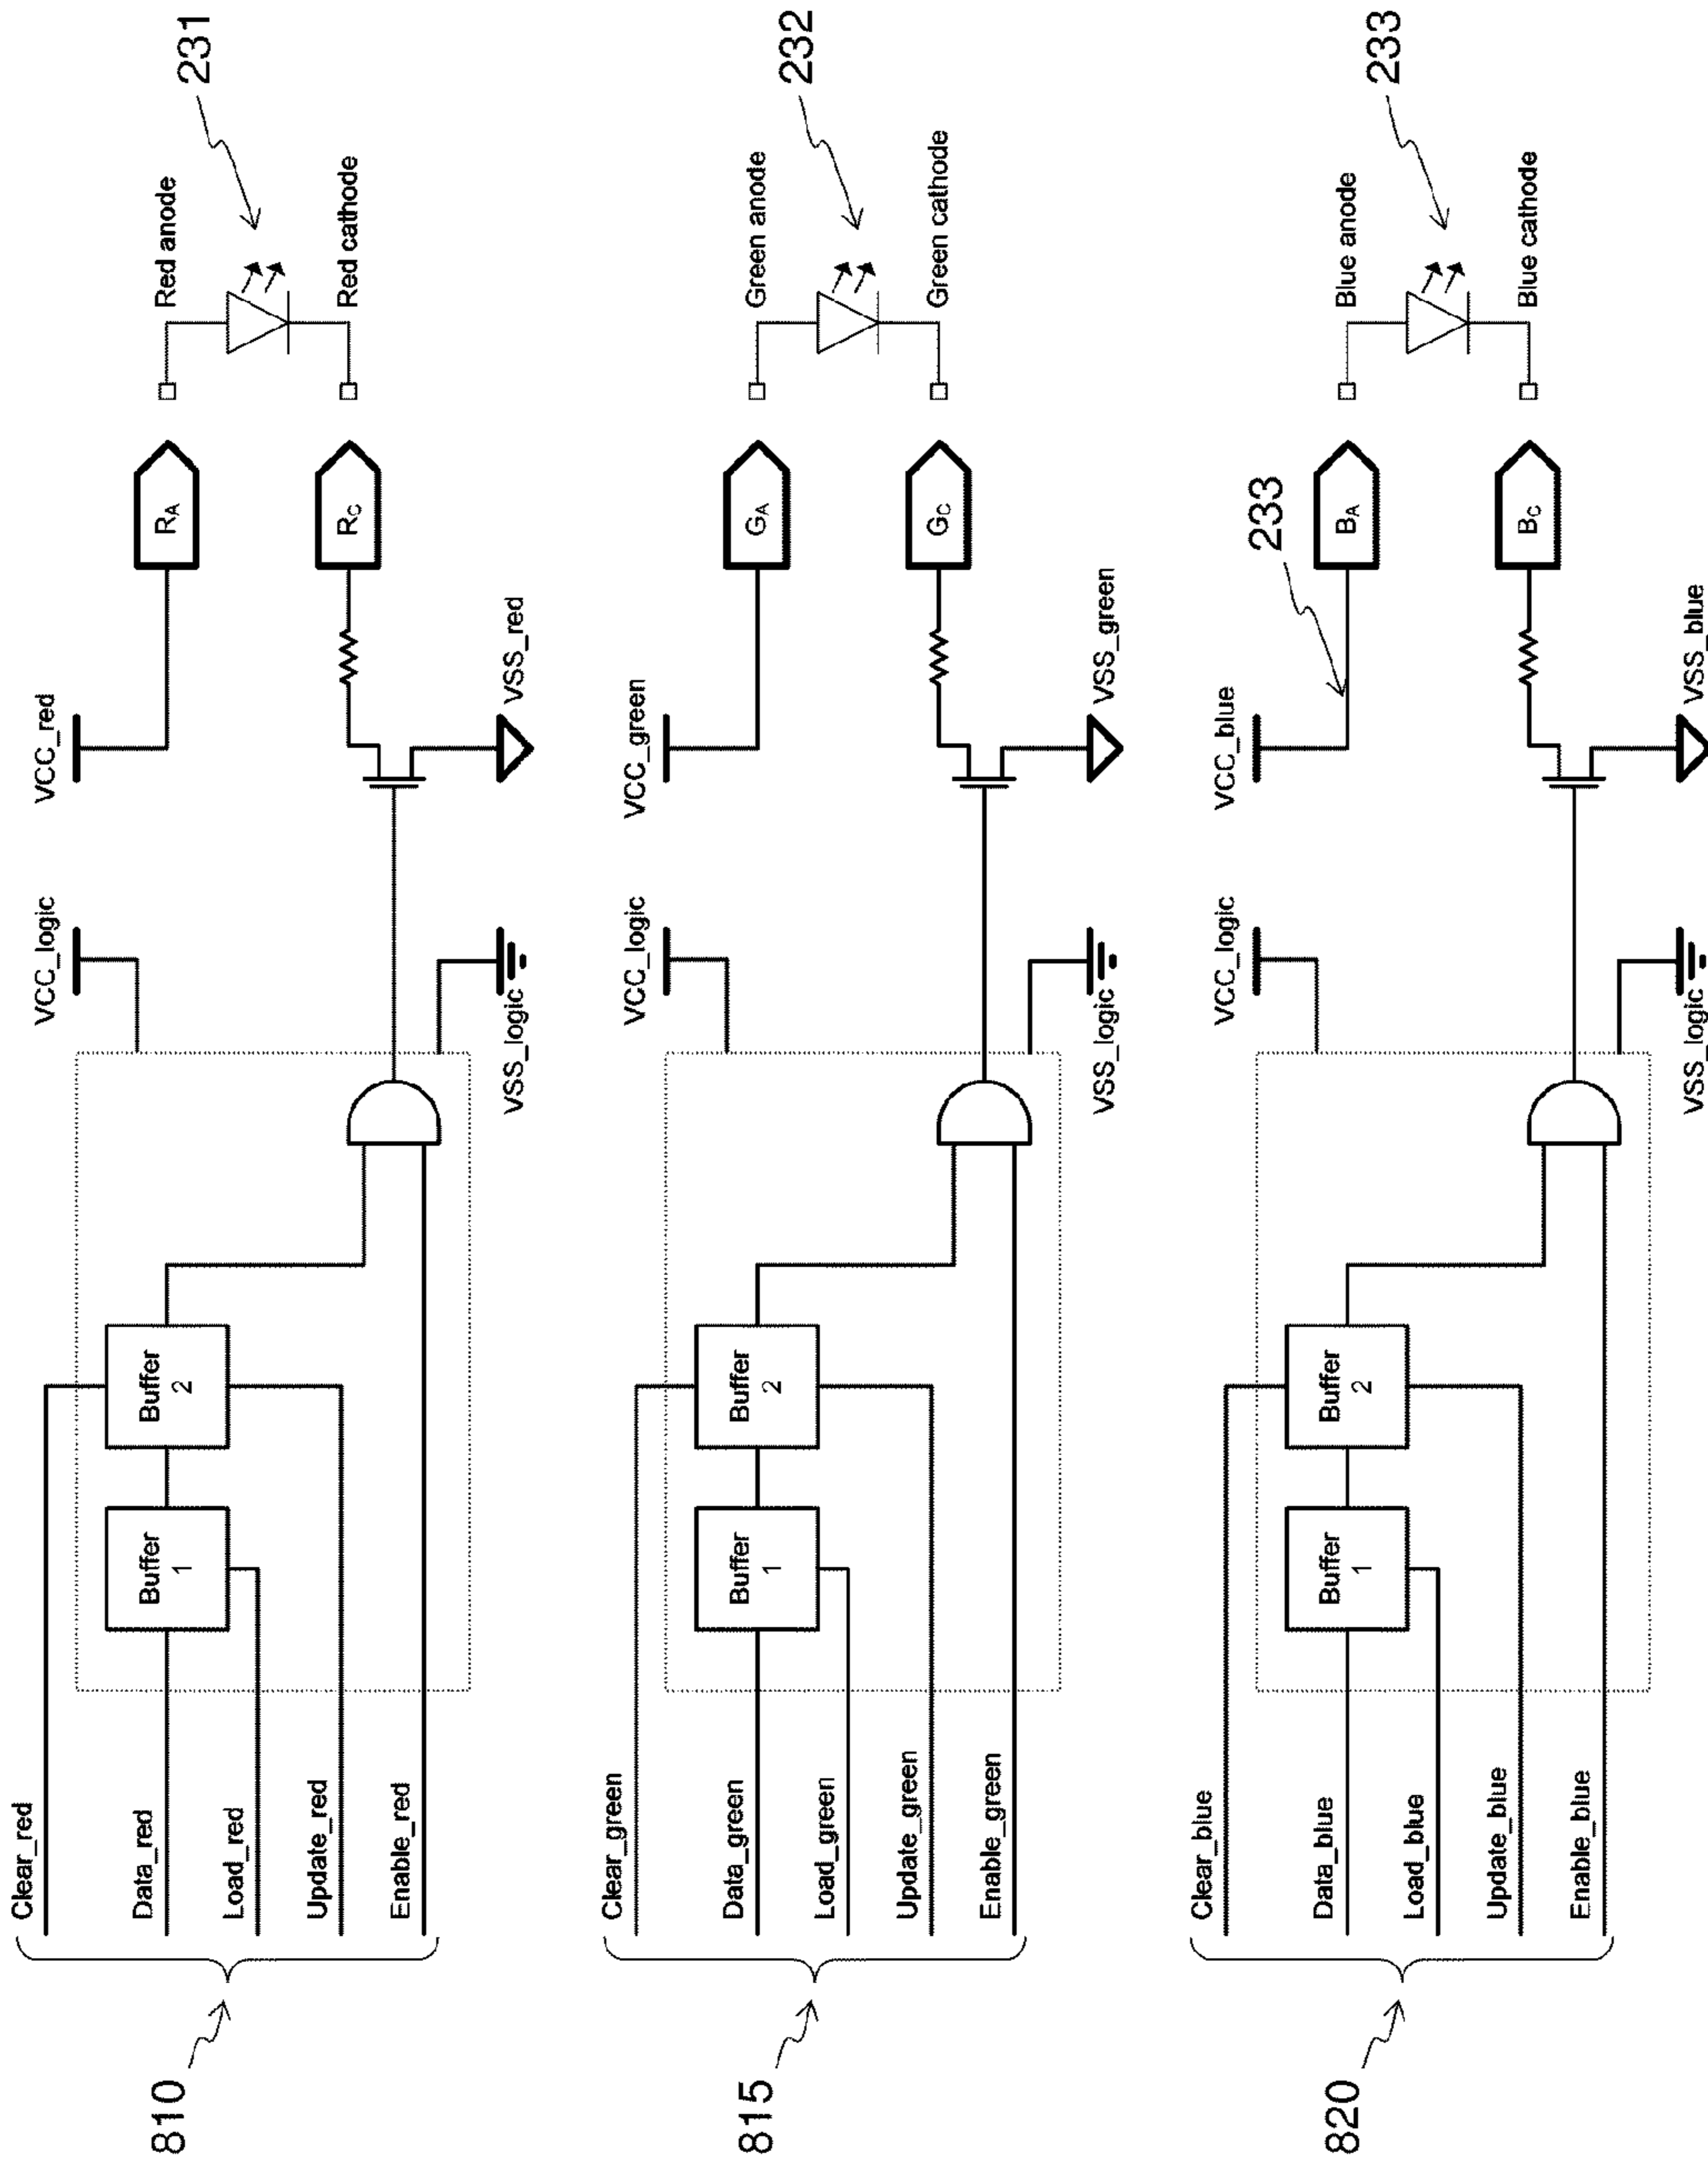 810
Clear_red
Data_red
Load_red
Update_red
Enable_red
Buffer
1
Buffer
2
VCC_logic
VSS_logic
VCC_red
VSS_red
RA
RC
Red anode
Red cathode
231
815
Clear_green
Data_green
Load_green
Update_green
Enable_green
Buffer
1
Buffer
2
VCC_logic
VSS_logic
VCC_green
VSS_green
GA
GC
Green anode
Green cathode
232
820
Clear_blue
Data_blue
Load_blue
Update_blue
Enable_blue
Buffer
1
Buffer
2
VCC_logic
VSS_logic
VCC_blue
VSS_blue
233
BA
BC
Blue anode
Blue cathode
233